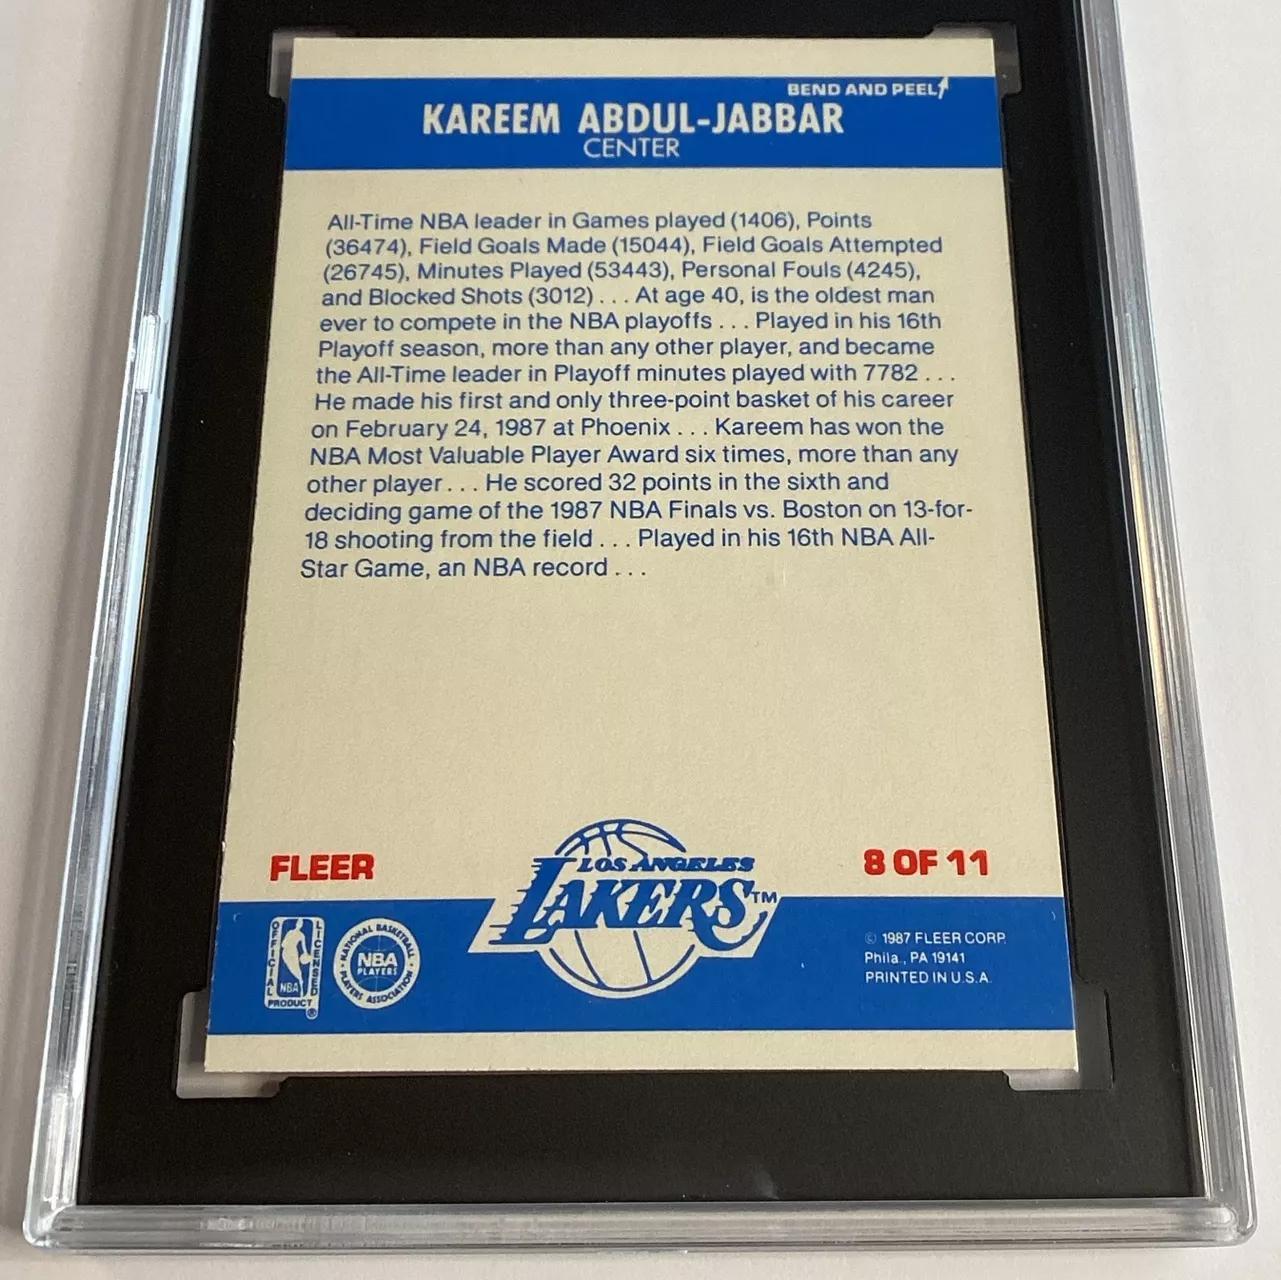 BEND AND PEEL
KAREEM ABDUL-JABBAR
CENTER
All-Time NBA leader in Games played (1406), Points
(36474), Field Goals Made (15044), Field Goals Attempted
(26745), Minutes Played (53443), Personal Fouls (4245),
and Blocked Shots (3012) . . . At age 40, is the oldest man
ever to compete in the NBA playoffs . . . Played in his 16th
Playoff season, more than any other player, and became
the All-Time leader in Playoff minutes played with 7782 . . .
He made his first and only three-point basket of his career
on February 24, 1987 at Phoenix . . . Kareem has won the
NBA Most Valuable Player Award six times, more than any
other player . . . He scored 32 points in the sixth and
deciding game of the 1987 NBA Finals vs. Boston on 13-for-
18 shooting from the field . . . Played in his 16th NBA All-
Star Game, an NBA record . . .
FLEER
LOS ANGELES
LAKERS™
8 OF 11
OFFICIAL
LICENSED
NBA
PRODUCT
®
NATIONAL BASKETBALL
NBA
PLAYERS
PLAYERS ASSOCIATION
© 1987 FLEER CORP.
Phila., PA 19141
PRINTED IN U.S.A.